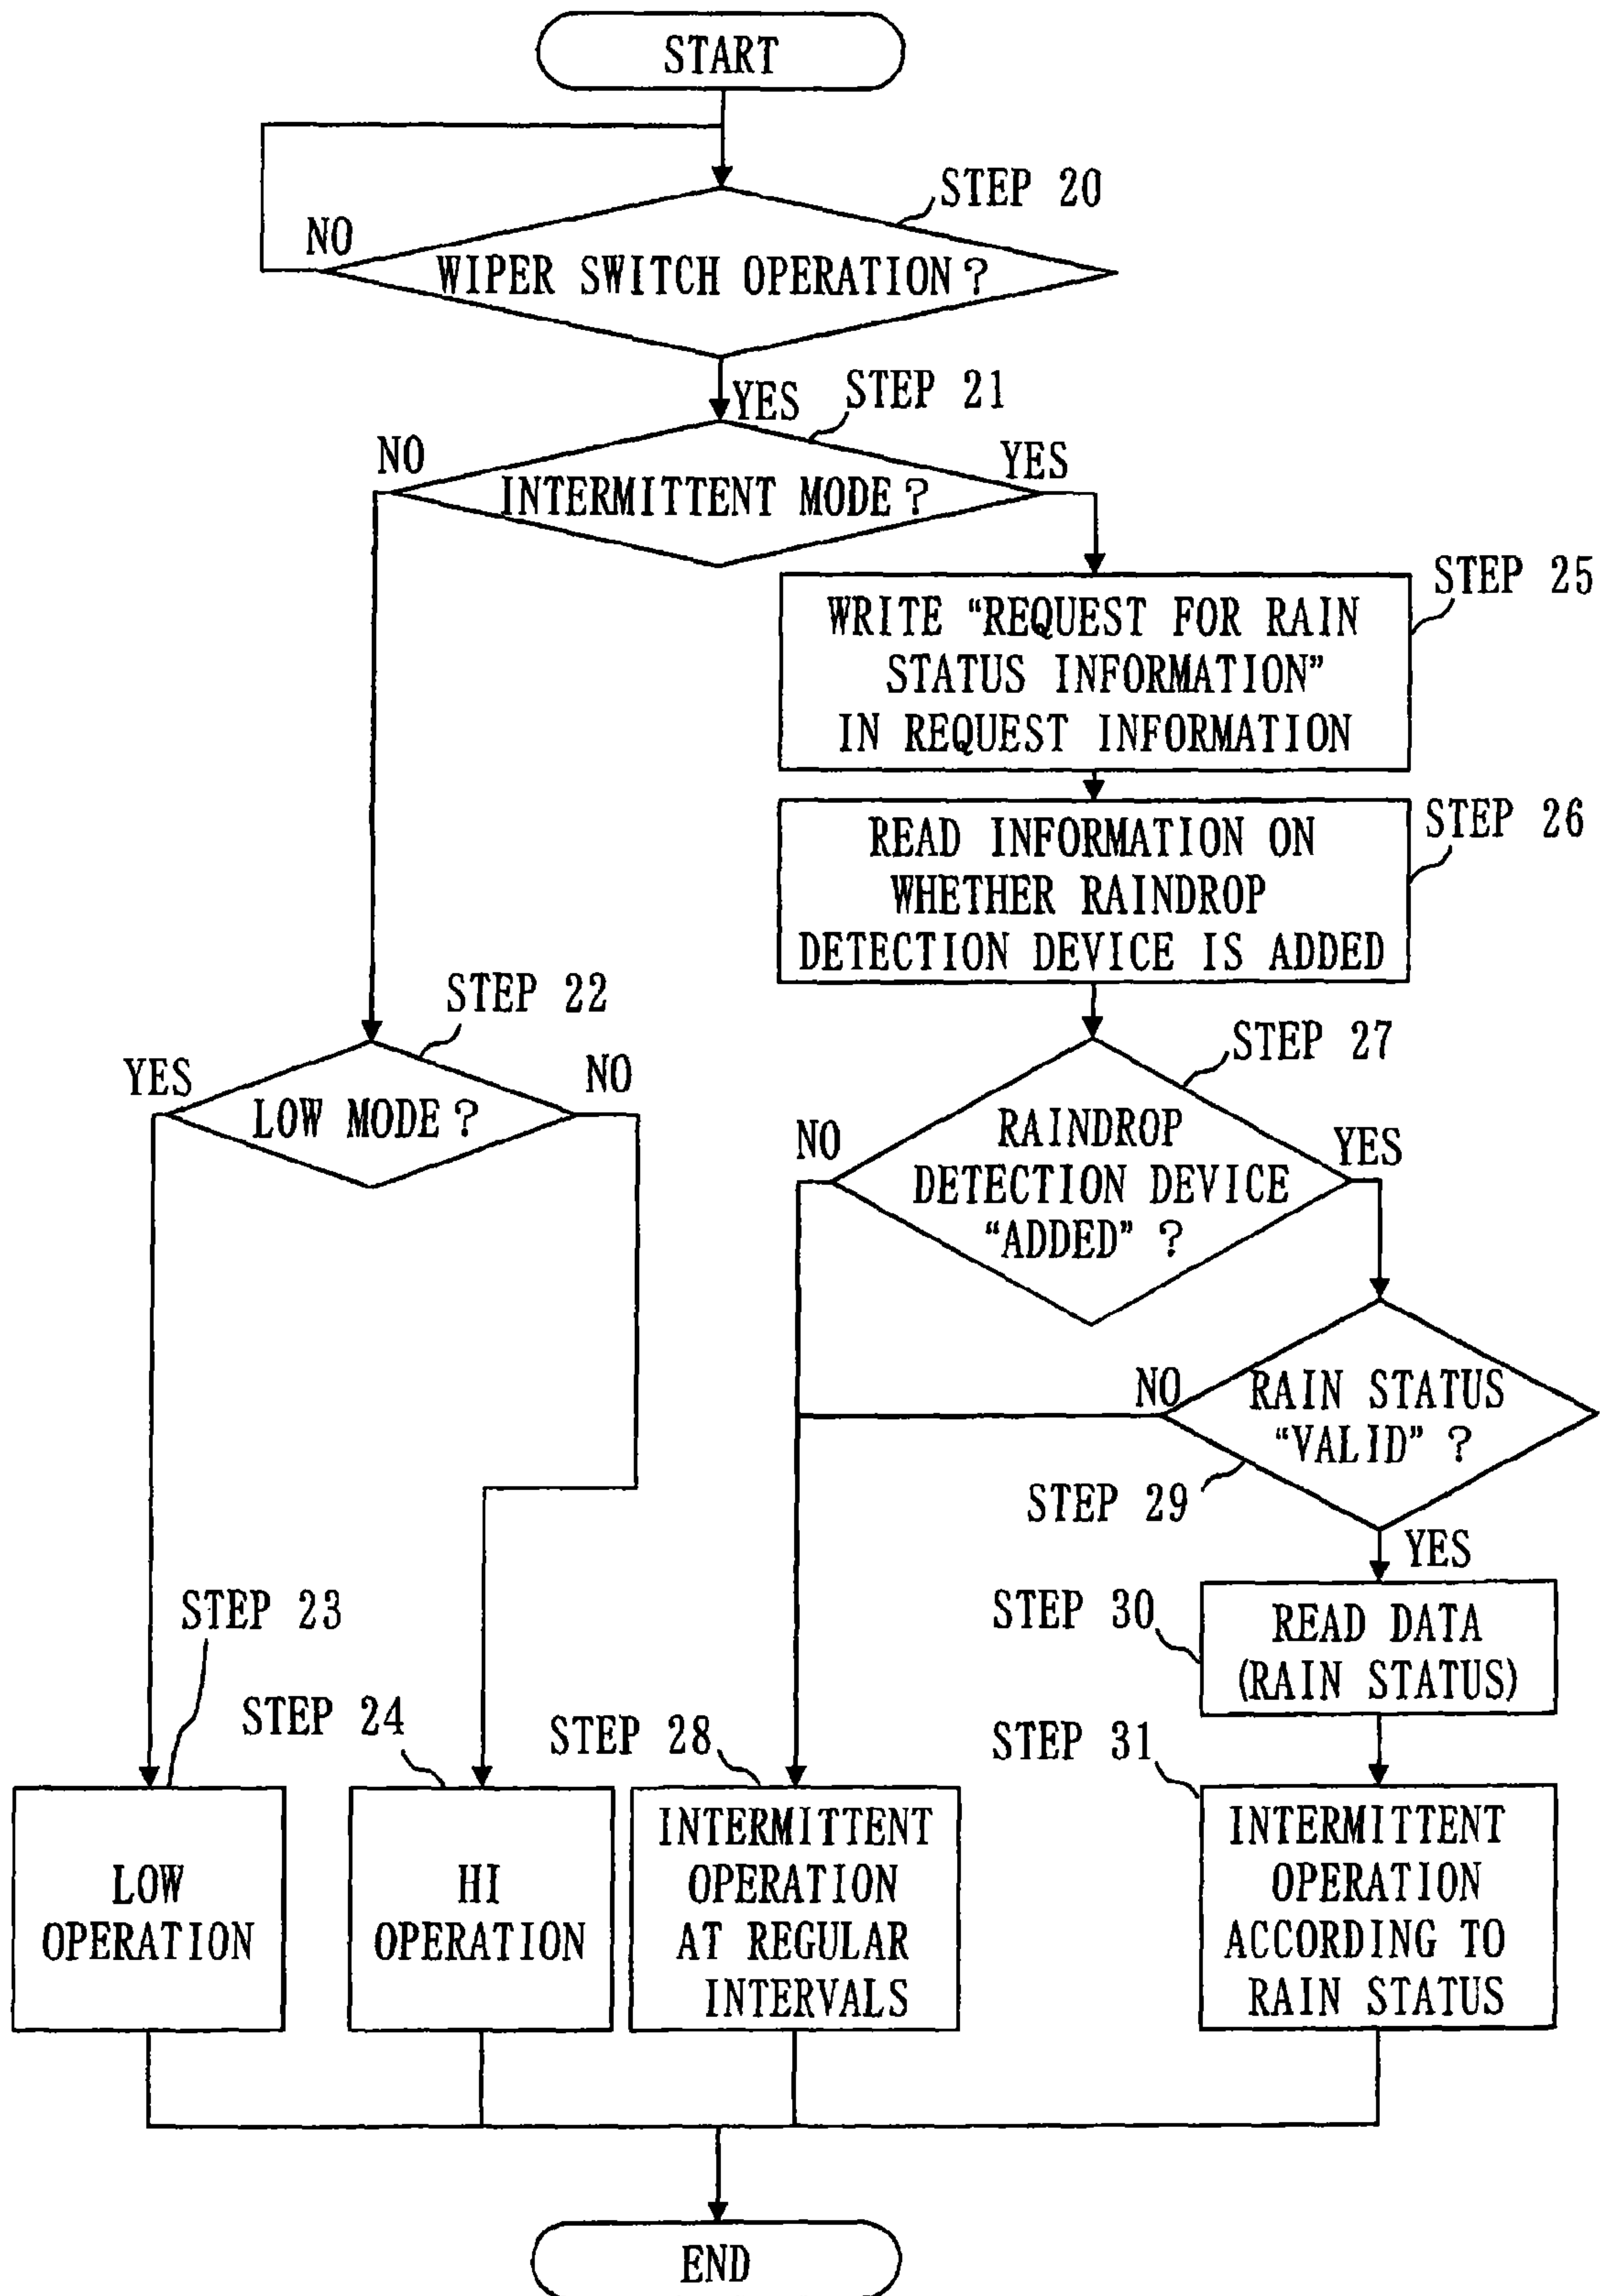 START
STEP 20
NO
WIPER SWITCH OPERATION?
YES
STEP 21
NO
YES
INTERMITTENT MODE?
STEP 25
WRITE “REQUEST FOR RAIN
STATUS INFORMATION”
IN REQUEST INFORMATION
STEP 26
READ INFORMATION ON
WHETHER RAINDROP
DETECTION DEVICE IS ADDED
STEP 22
YES
NO
LOW MODE?
STEP 27
NO
YES
RAINDROP
DETECTION DEVICE
“ADDED” ?
NO
RAIN STATUS
“VALID” ?
STEP 29
YES
STEP 23
STEP 30
READ DATA
(RAIN STATUS)
STEP 24
STEP 28
STEP 31
LOW
OPERATION
HI
OPERATION
INTERMITTENT
OPERATION
AT REGULAR
INTERVALS
INTERMITTENT
OPERATION
ACCORDING TO
RAIN STATUS
END